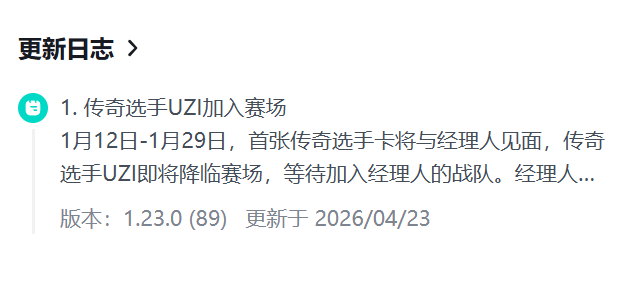 更新日志
1. 传奇选手UZI加入赛场
1月12日-1月29日，首张传奇选手卡将与经理人见面，传奇
选手UZI即将降临赛场，等待加入经理人的战队。经理人...
版本：1.23.0 (89) 更新于 2026/04/23